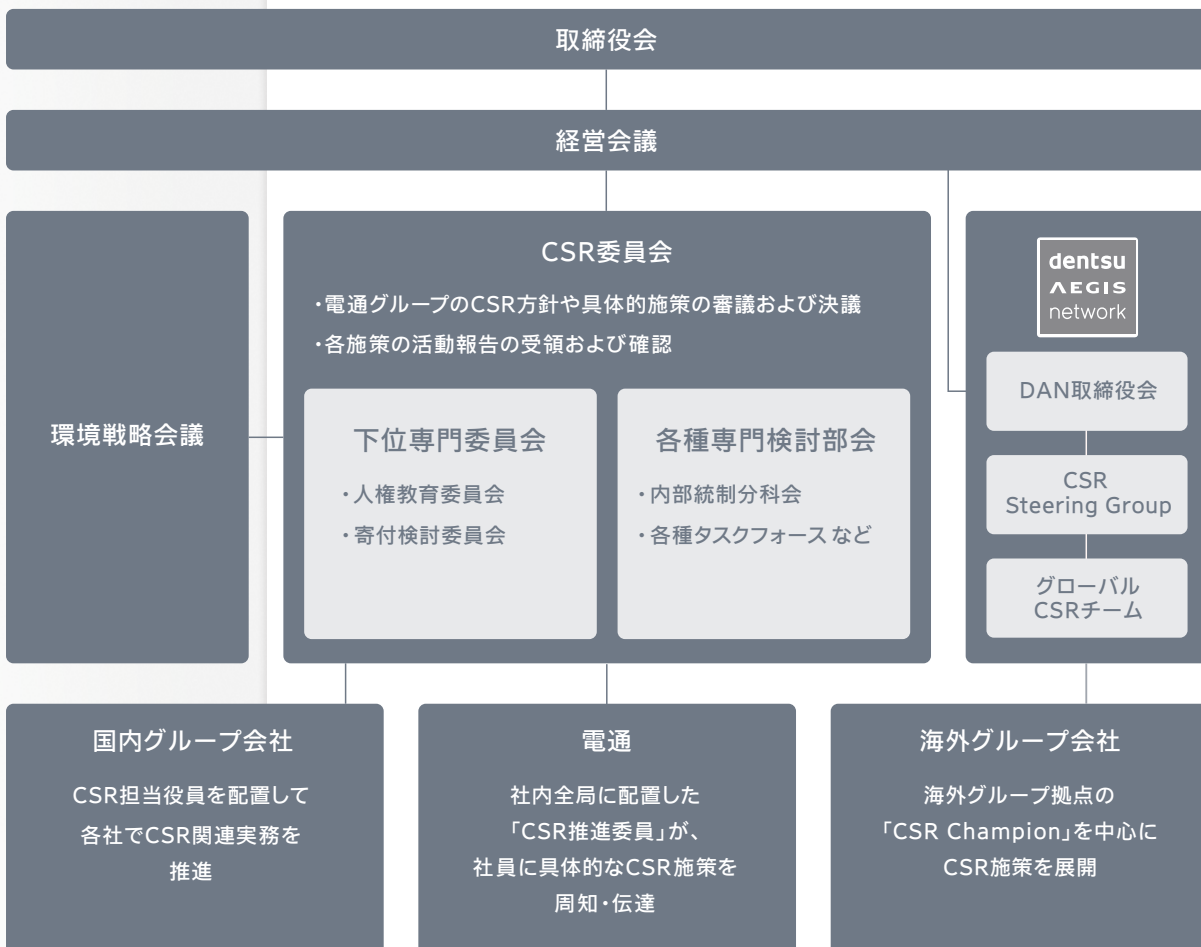 取締役会
経営会議
環境戦略会議
CSR委員会
・電通グループのCSR方針や具体的施策の審議および決議
・各施策の活動報告の受領および確認
下位専門委員会
・人権教育委員会
・寄付検討委員会
各種専門検討部会
・内部統制分科会
・各種タスクフォース など
dentsu
AEGIS
network
DAN取締役会
CSR
Steering Group
グローバル
CSRチーム
国内グループ会社
CSR担当役員を配置して
各社でCSR関連実務を
推進
電通
社内全局に配置した
「CSR推進委員」が、
社員に具体的なCSR施策を
周知・伝達
海外グループ会社
海外グループ拠点の
「CSR Champion」を中心に
CSR施策を展開